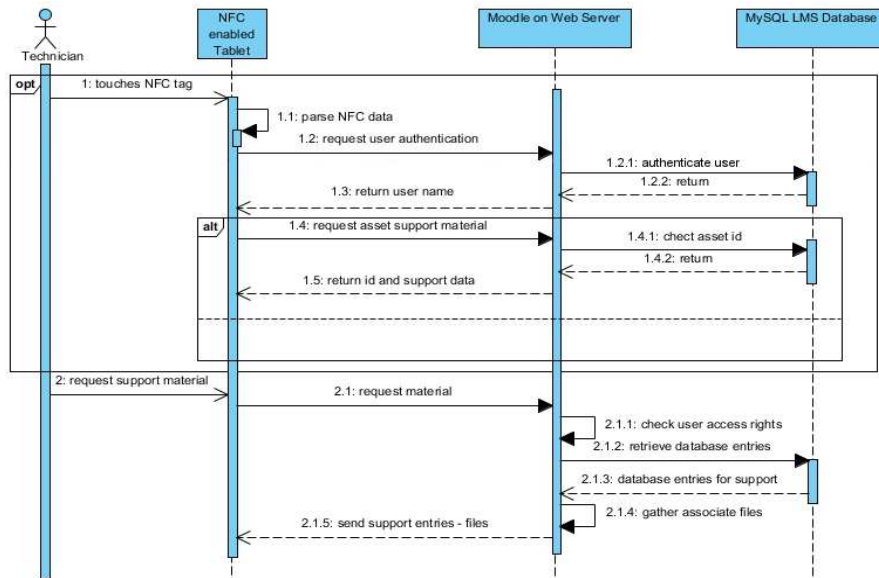 NFC
enabled
Tablet
Moodle on Web Server
MySQL LMS Database
Technician
opt
1: touches NFC tag
1.1: parse NFC data
1.2: request user authentication
1.2.1: authenticate user
1.2.2: return
1.3: return user name
alt
1.4: request asset support material
1.4.1: chect asset id
1.4.2: return
1.5: return id and support data
2: request support material
2.1: request material
2.1.1: check user access rights
2.1.2: retrieve database entries
2.1.3: database entries for support
2.1.4: gather associate files
2.1.5: send support entries - files